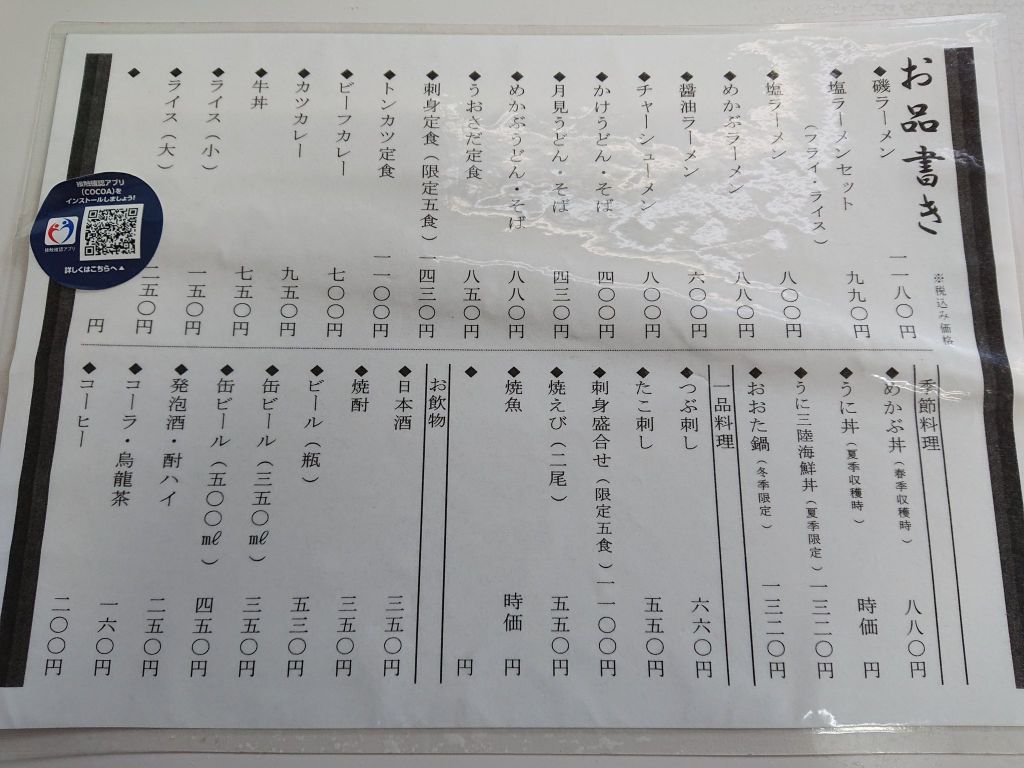 お品書き
※税込み価格
◆磯ラーメン 一一八〇円
◆塩ラーメンセット
(フライ・ライス) 九九〇円
◆塩ラーメン 八〇〇円
◆めかぶラーメン 八八〇円
◆醤油ラーメン 六〇〇円
◆チャーシューメン 八〇〇円
◆かけうどん・そば 四〇〇円
◆月見うどん・そば 四三〇円
◆めかぶうどん・そば 八八〇円
◆うおさだ定食 八五〇円
◆刺身定食(限定五食) 一四三〇円
◆トンカツ定食 一一〇〇円
◆ビーフカレー 七〇〇円
◆カツカレー 九五〇円
◆牛丼 七五〇円
◆ライス(小) 一五〇円
◆ライス(大) 二五〇円
◆ 円
季節料理
◆めかぶ丼(春季収穫時) 八八〇円
◆うに丼(夏季収穫時) 時価 円
◆うに三陸海鮮丼(夏季限定) 一三二〇円
◆おおた鍋(冬季限定) 一三二〇円
一品料理
◆つぶ刺し 六六〇円
◆たこ刺し 五五〇円
◆刺身盛合せ(限定五食) 一一〇〇円
◆焼えび(二尾) 五五〇円
◆焼魚 時価 円
◆ 円
お飲物
◆日本酒 三五〇円
◆焼酎 三五〇円
◆ビール(瓶) 五三〇円
◆缶ビール(三五〇㎖) 三五〇円
◆缶ビール(五〇〇㎖) 四五〇円
◆発泡酒・酎ハイ 二五〇円
◆コーラ・烏龍茶 一六〇円
◆コーヒー 二〇〇円
接触確認アプリ
(COCOA)を
インストールしましょう!
接触確認アプリ
詳しくはこちらへ▲